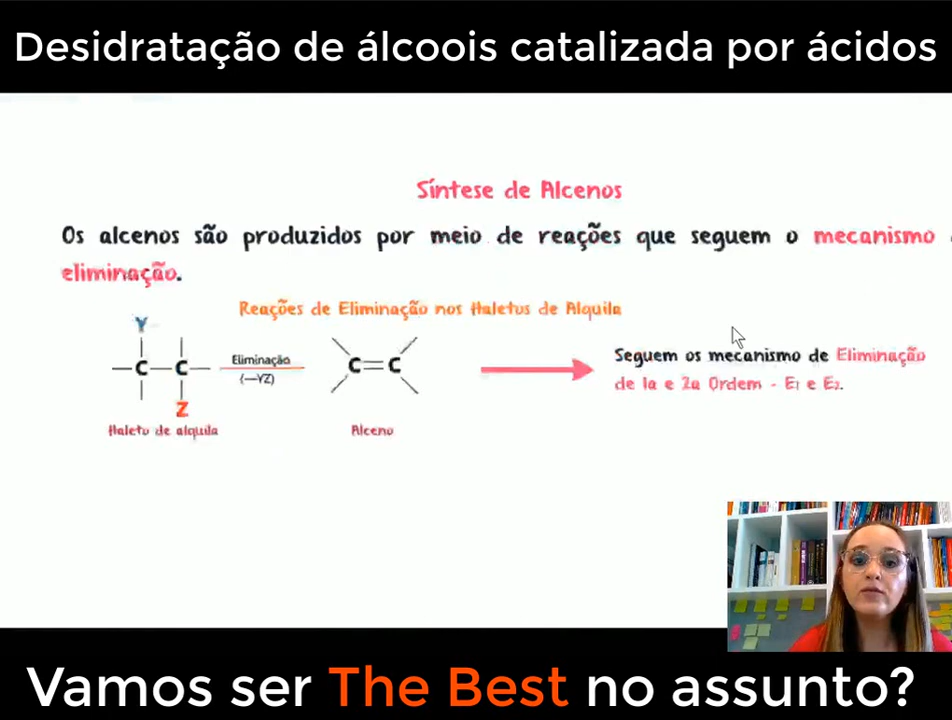 Desidratação de álcoois catalizada por ácidos
Síntese de Alcenos
Os alcenos são produzidos por meio de reações que seguem o mecanismo
eliminação.
Reações de Eliminação nos Haletos de Alquila
Y
C C
Z
Eliminação
(—YZ)
C=C
Haleto de alquila
Alceno
Seguem os mecanismo de Eliminação
de 1a e 2a Ordem - E1 e E2.
Vamos ser The Best no assunto?